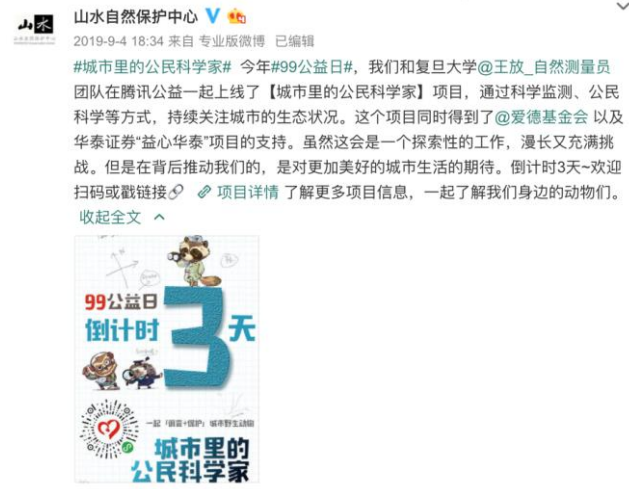 山水自然保护中心
2019-9-4 18:34 来自 专业版微博 已编辑
#城市里的公民科学家# 今年#99公益日#，我们和复旦大学@王放_自然测量员
团队在腾讯公益一起上线了【城市里的公民科学家】项目，通过科学监测、公民
科学等方式，持续关注城市的生态状况。这个项目同时得到了@爱德基金会 以及
华泰证券“益心华泰”项目的支持。虽然这会是一个探索性的工作，漫长又充满挑
战。但是在背后推动我们的，是对更加美好的城市生活的期待。倒计时3天~欢迎
扫码或戳链接 项目详情 了解更多项目信息，一起了解我们身边的动物们。
收起全文
山水
99公益日
倒计时
3天
一起「调查+保护」城市野生动物
城市里的
公民科学家